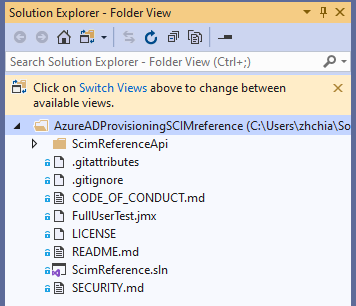 Solution Explorer - Folder View
Search Solution Explorer - Folder View (Ctrl+;)
Click on Switch Views above to change between
available views.
AzureADProvisioningSCIMreference (C:\Users\zhchia\So
ScimReferenceApi
.gitattributes
.gitignore
CODE_OF_CONDUCT.md
FullUserTest.jmx
LICENSE
README.md
ScimReference.sln
SECURITY.md